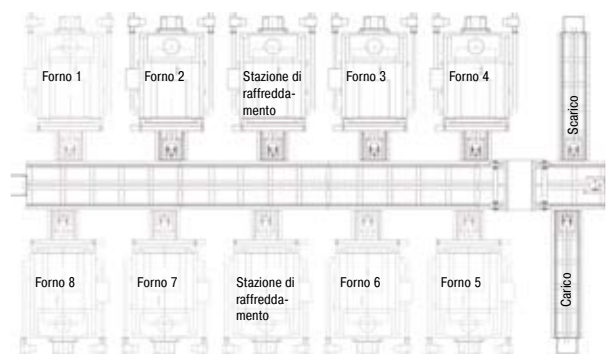 Forno 1
Forno 2
Stazione di
raffredda-
mento
Forno 3
Forno 4
Scarico
Forno 8
Forno 7
Stazione di
raffredda-
mento
Forno 6
Forno 5
Carico